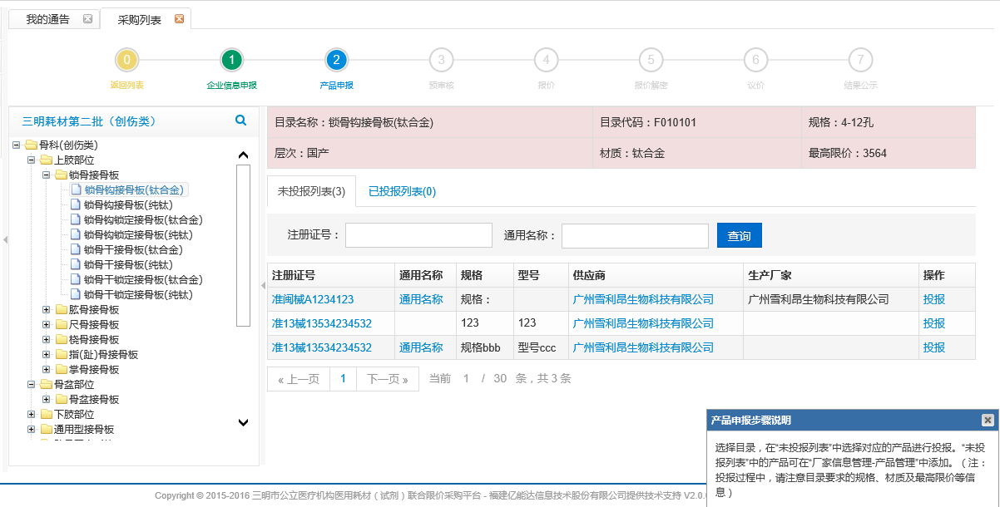 我的通告 采购列表
0 1 2 3 4 5 6 7
返回列表 企业信息申报 产品申报 预审核 报价 报价解密 议价 结果公示
三明耗材第二批（创伤类）
骨科(创伤类)
上肢部位
锁骨接骨板
锁骨钩接骨板(钛合金)
锁骨钩接骨板(纯钛)
锁骨钩锁定接骨板(钛合金)
锁骨钩锁定接骨板(纯钛)
锁骨干接骨板(钛合金)
锁骨干接骨板(纯钛)
锁骨干锁定接骨板(钛合金)
锁骨干锁定接骨板(纯钛)
肱骨接骨板
尺骨接骨板
桡骨接骨板
指(趾)骨接骨板
掌骨接骨板
骨盆部位
骨盆接骨板
下肢部位
通用型接骨板
目录名称：锁骨钩接骨板(钛合金) 目录代码：F010101 规格：4-12孔
层次：国产 材质：钛合金 最高限价：3564
未投报列表(3) 已投报列表(0)
注册证号： 通用名称： 查询
注册证号 通用名称 规格 型号 供应商 生产厂家 操作
准闽械A1234123 通用名称 规格： 广州雪利昂生物科技有限公司 广州雪利昂生物科技有限公司 投报
准13械13534234532 123 123 广州雪利昂生物科技有限公司 投报
准13械13534234532 通用名称 规格bbb 型号ccc 广州雪利昂生物科技有限公司 投报
« 上一页 1 下一页 » 当前 1 / 30 条，共 3 条
产品申报步骤说明
选择目录，在“未投报列表”中选择对应的产品进行投报。“未投
报列表”中的产品可在“厂家信息管理-产品管理”中添加。（注：
投报过程中，请注意目录要求的规格、材质及最高限价等信
息）
Copyright © 2015-2016 三明市公立医疗机构医用耗材（试剂）联合限价采购平台 - 福建亿能达信息技术股份有限公司提供技术支持 V2.0.